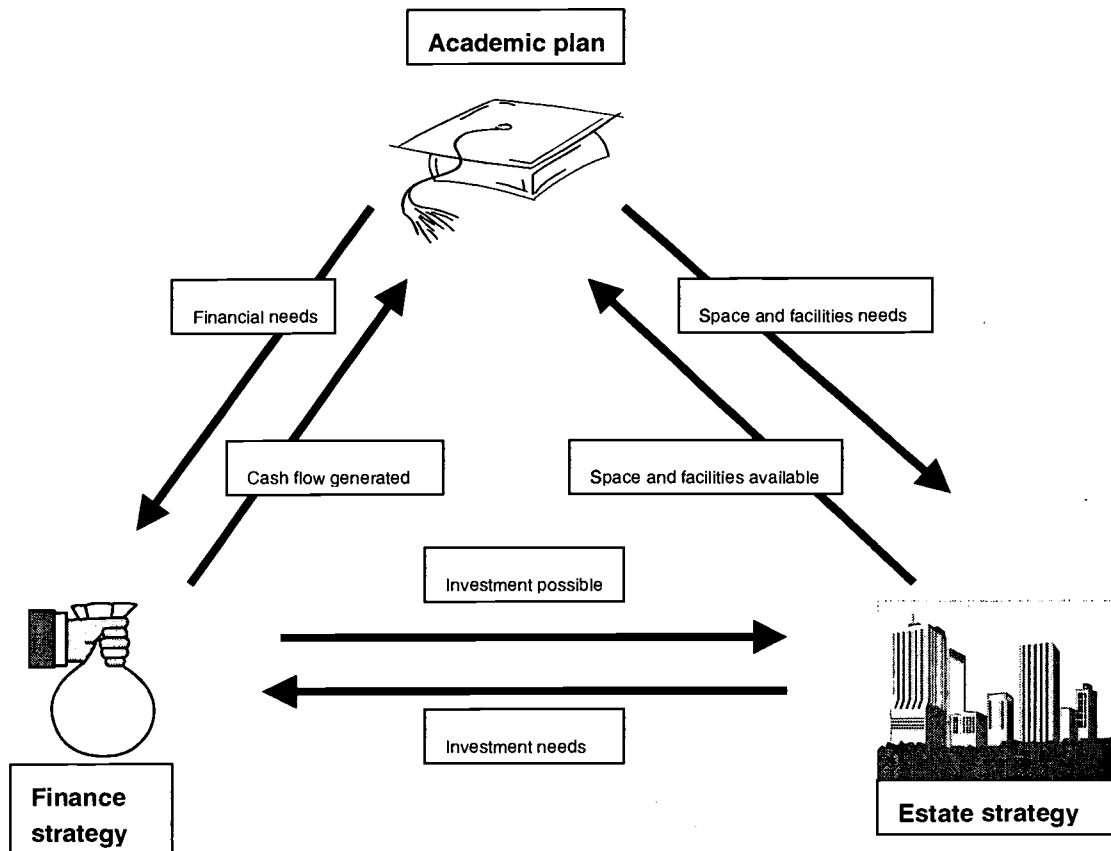 Academic plan
Financial needs
Space and facilities needs
Cash flow generated
Space and facilities available
Investment possible
Investment needs
Finance
strategy
Estate strategy